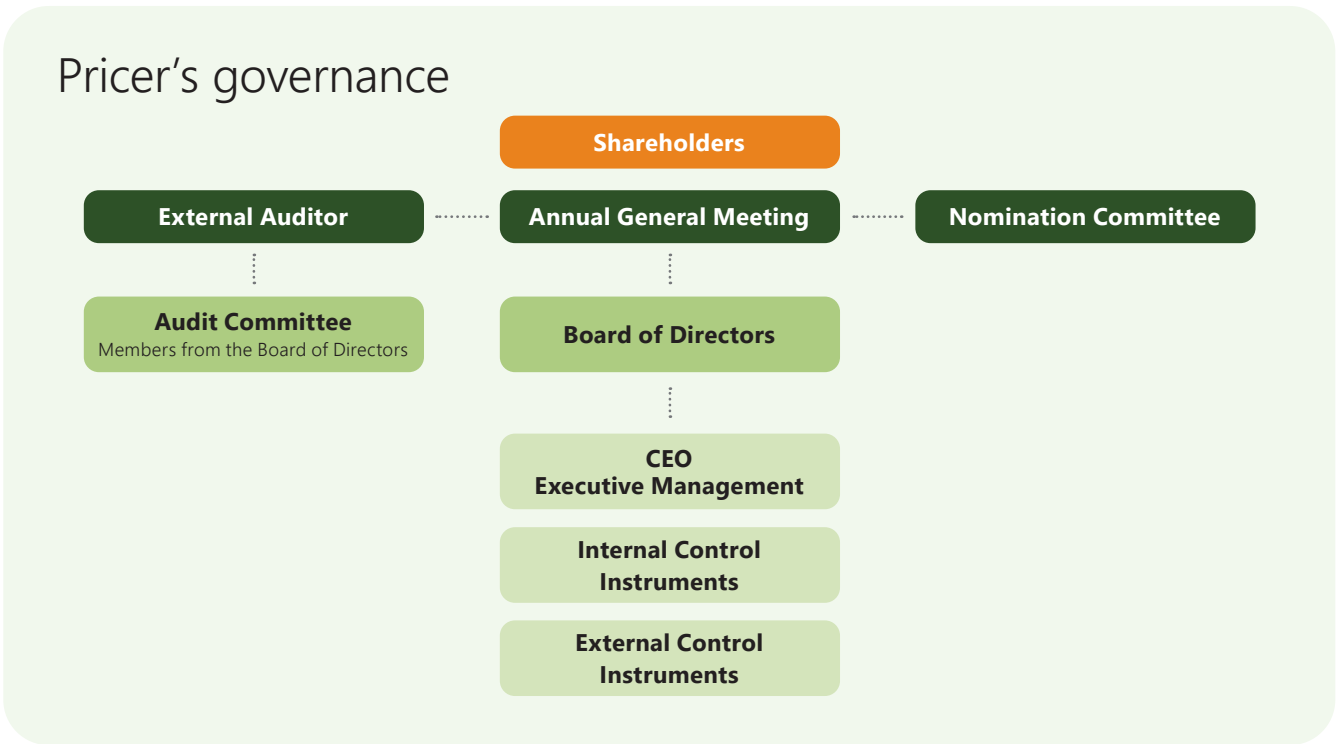 Pricer’s governance
Shareholders
External Auditor
Annual General Meeting
Nomination Committee
Audit Committee
Members from the Board of Directors
Board of Directors
CEO
Executive Management
Internal Control
Instruments
External Control
Instruments